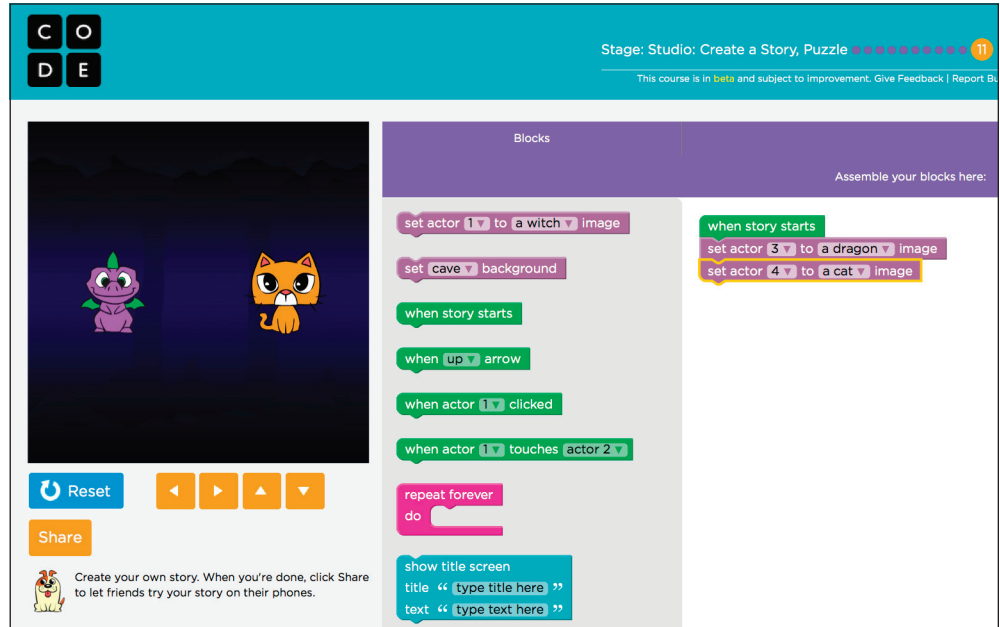 C O
D E
Stage: Studio: Create a Story, Puzzle 11
This course is in beta and subject to improvement. Give Feedback | Report Bu
Blocks
Assemble your blocks here:
set actor 1 to a witch image
set cave background
when story starts
when up arrow
when actor 1 clicked
when actor 1 touches actor 2
repeat forever
do
show title screen
title “ type title here ”
text “ type text here ”
when story starts
set actor 3 to a dragon image
set actor 4 to a cat image
Reset
Share
Create your own story. When you're done, click Share
to let friends try your story on their phones.